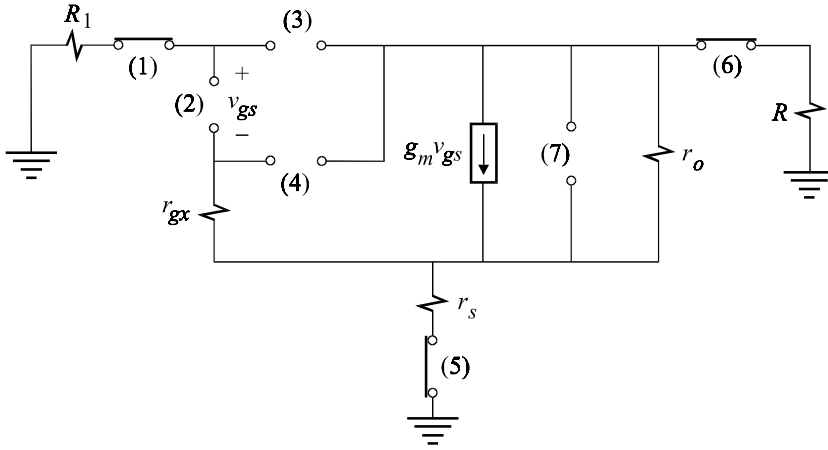 R1
(1)
(3)
(2)
+
vgs
−
(4)
rgx
gmvgs
(7)
ro
(6)
R
rs
(5)